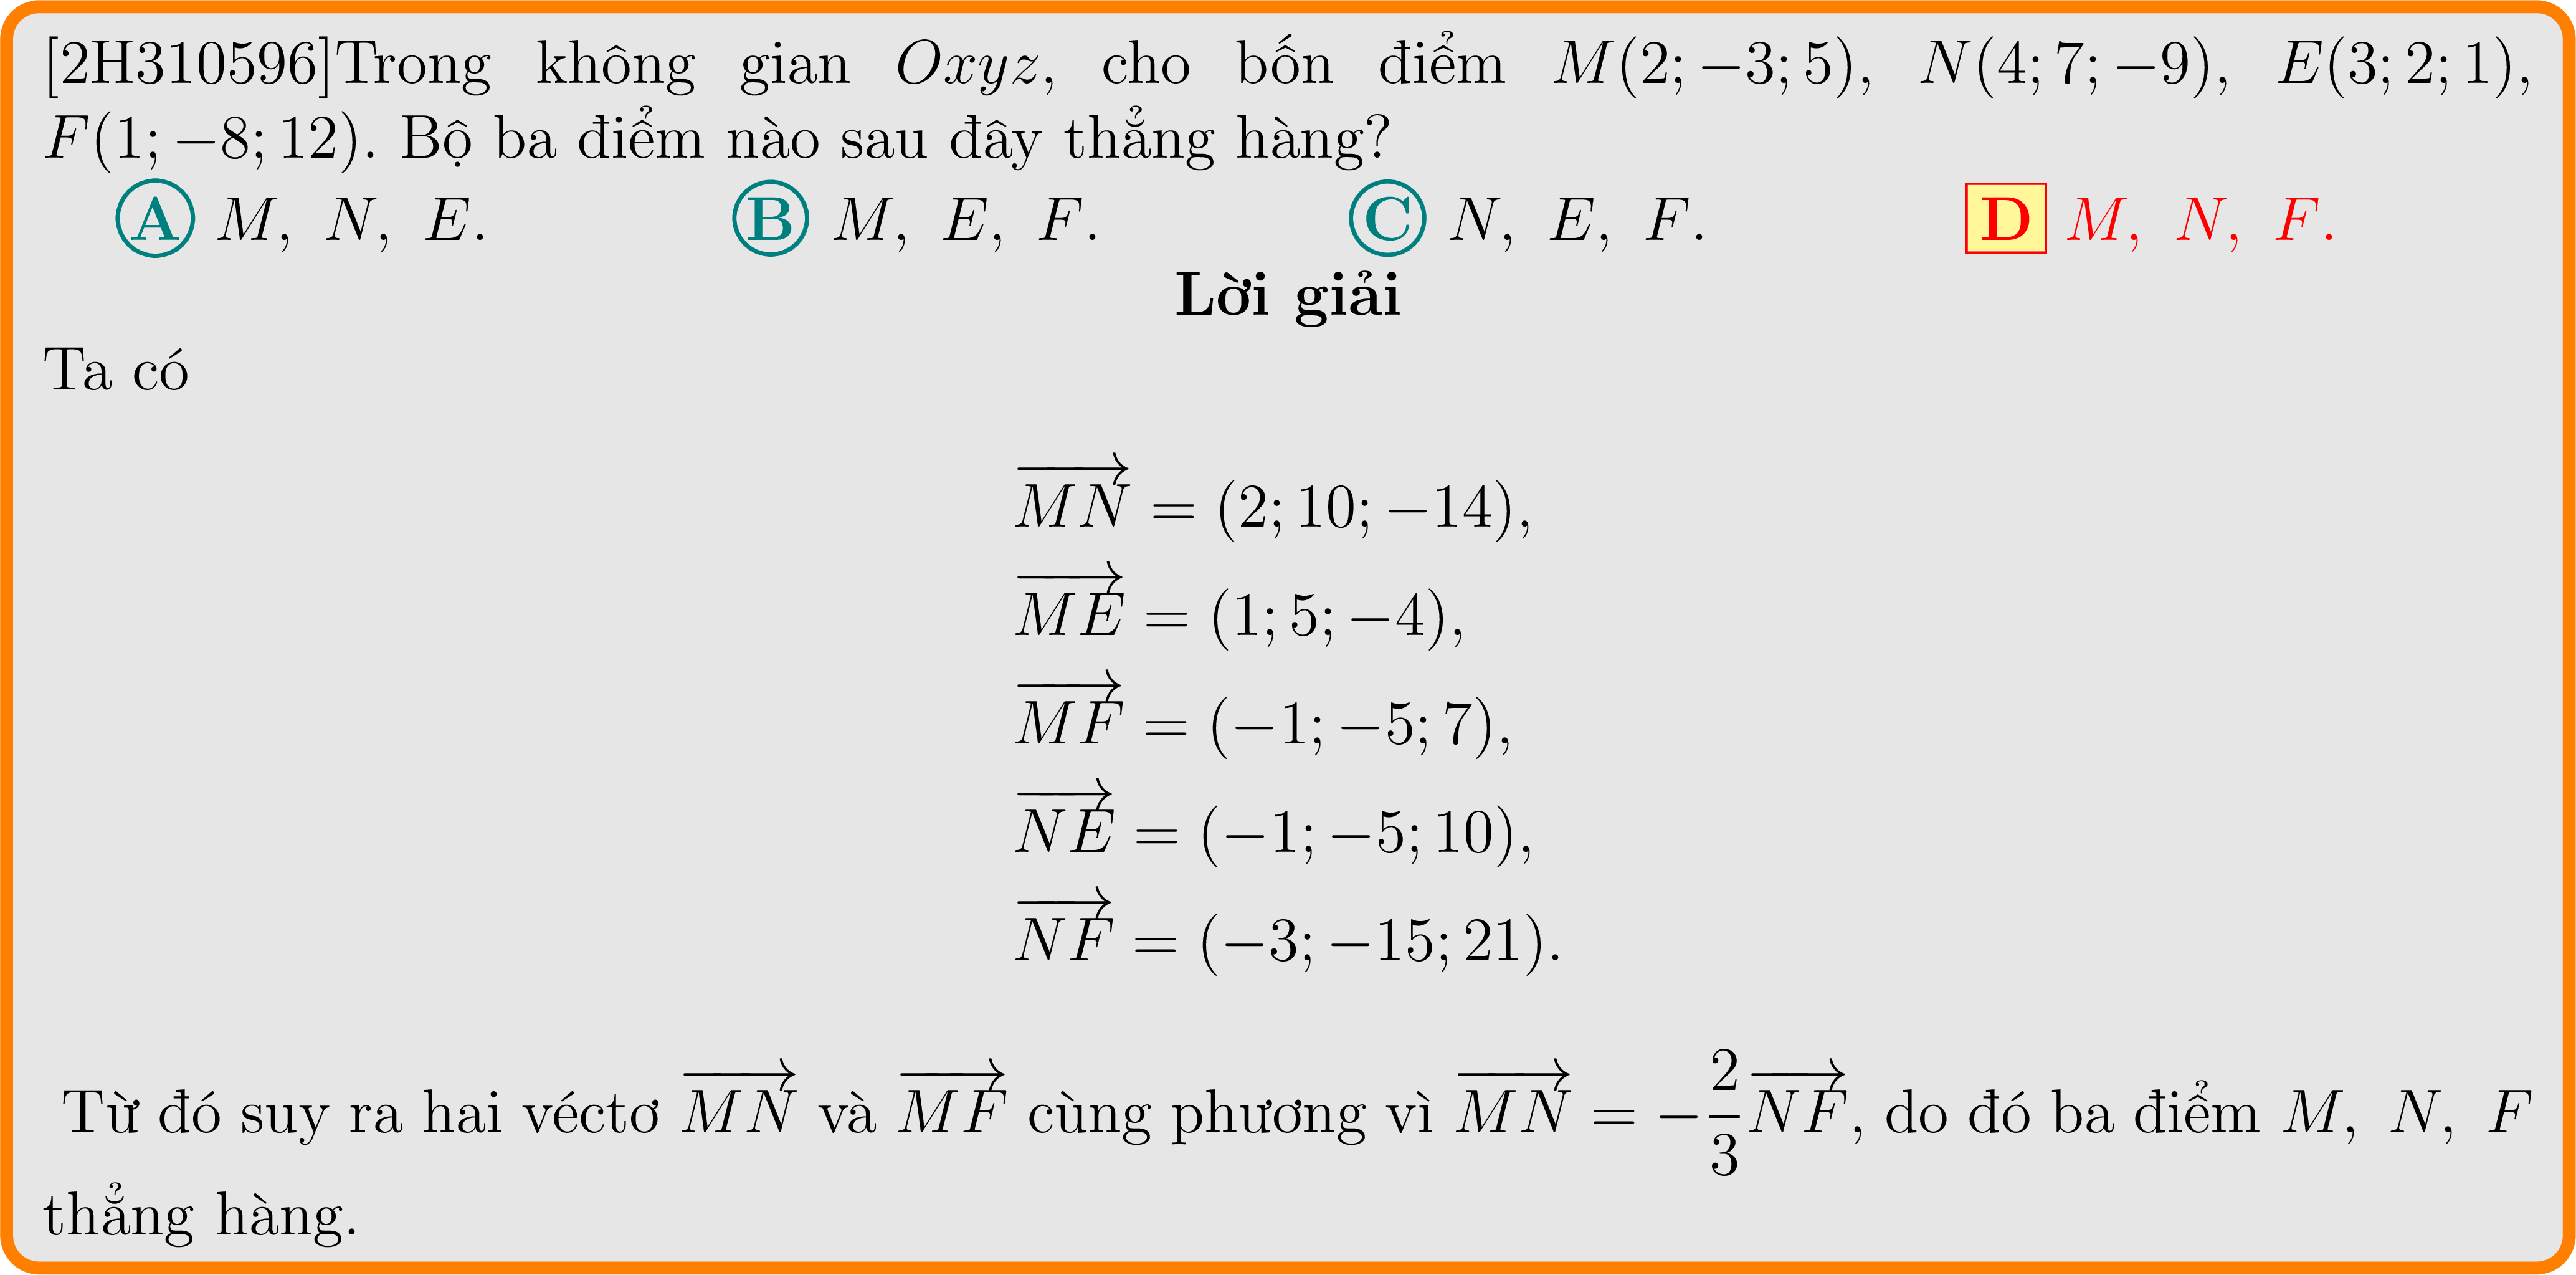 [2H310596]Trong không gian Oxyz, cho bốn điểm M(2; −3; 5), N(4; 7; −9), E(3; 2; 1),
F(1; −8; 12). Bộ ba điểm nào sau đây thẳng hàng?
A M, N, E. B M, E, F. C N, E, F. D M, N, F.
Lời giải
Ta có
$\overrightarrow{MN}$ = (2; 10; −14),
$\overrightarrow{ME}$ = (1; 5; −4),
$\overrightarrow{MF}$ = (−1; −5; 7),
$\overrightarrow{NE}$ = (−1; −5; 10),
$\overrightarrow{NF}$ = (−3; −15; 21).
Từ đó suy ra hai véctơ $\overrightarrow{MN}$ và $\overrightarrow{MF}$ cùng phương vì $\overrightarrow{MN} = -\dfrac{2}{3}\overrightarrow{NF}$, do đó ba điểm M, N, F
thẳng hàng.